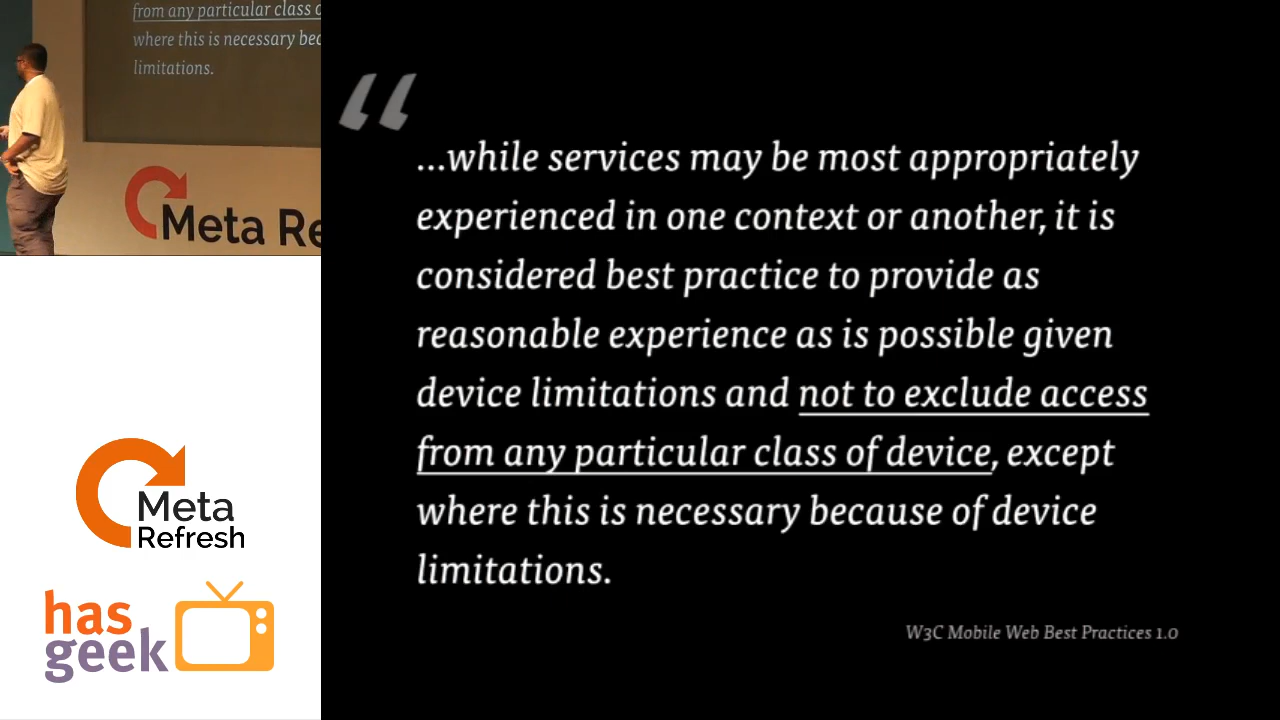 from any particular class
where this is necessary
limitations.
Meta Re
“
...while services may be most appropriately
experienced in one context or another, it is
considered best practice to provide as
reasonable experience as is possible given
device limitations and not to exclude access
from any particular class of device, except
where this is necessary because of device
limitations.
W3C Mobile Web Best Practices 1.0
Meta
Refresh
has
geek